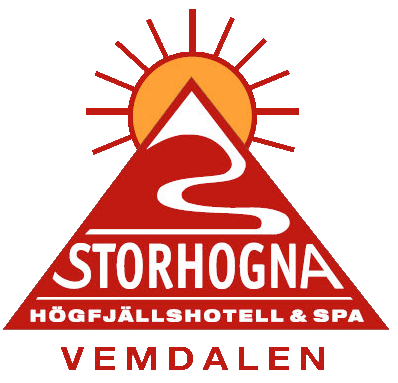 STORHOGNA
HÖGFJÄLLSHOTELL & SPA
VEMDALEN